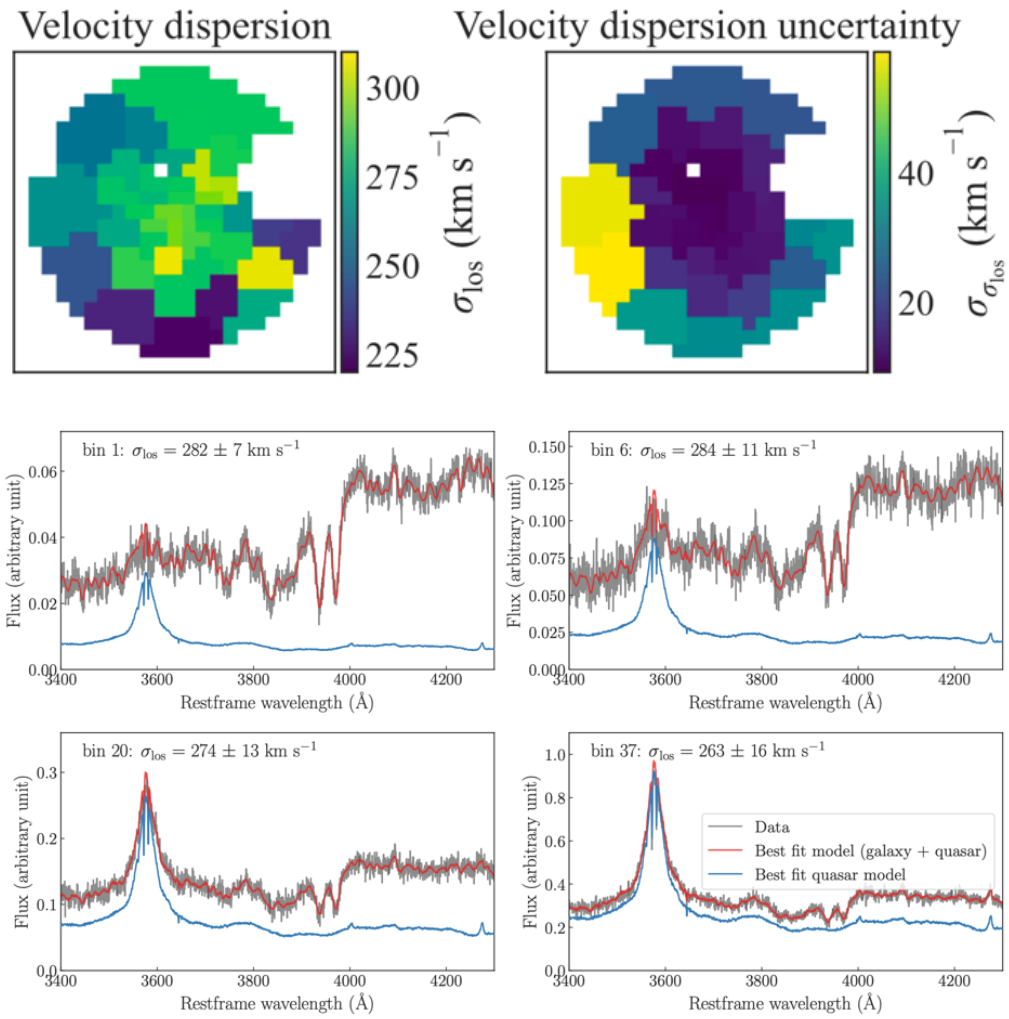 Velocity dispersion
Velocity dispersion uncertainty
300
275
250
225
σ_los (km s⁻¹)
40
20
σ_σ_los (km s⁻¹)
bin 1: σ_los = 282 ± 7 km s⁻¹
0.06
0.04
0.02
0.00
Flux (arbitrary unit)
3400 3600 3800 4000 4200
Restframe wavelength (Å)
bin 6: σ_los = 284 ± 11 km s⁻¹
0.150
0.125
0.100
0.075
0.050
0.025
0.000
Flux (arbitrary unit)
3400 3600 3800 4000 4200
Restframe wavelength (Å)
bin 20: σ_los = 274 ± 13 km s⁻¹
0.3
0.2
0.1
0.0
Flux (arbitrary unit)
3400 3600 3800 4000 4200
Restframe wavelength (Å)
bin 37: σ_los = 263 ± 16 km s⁻¹
1.0
0.8
0.6
0.4
0.2
0.0
Flux (arbitrary unit)
Data
Best fit model (galaxy + quasar)
Best fit quasar model
3400 3600 3800 4000 4200
Restframe wavelength (Å)